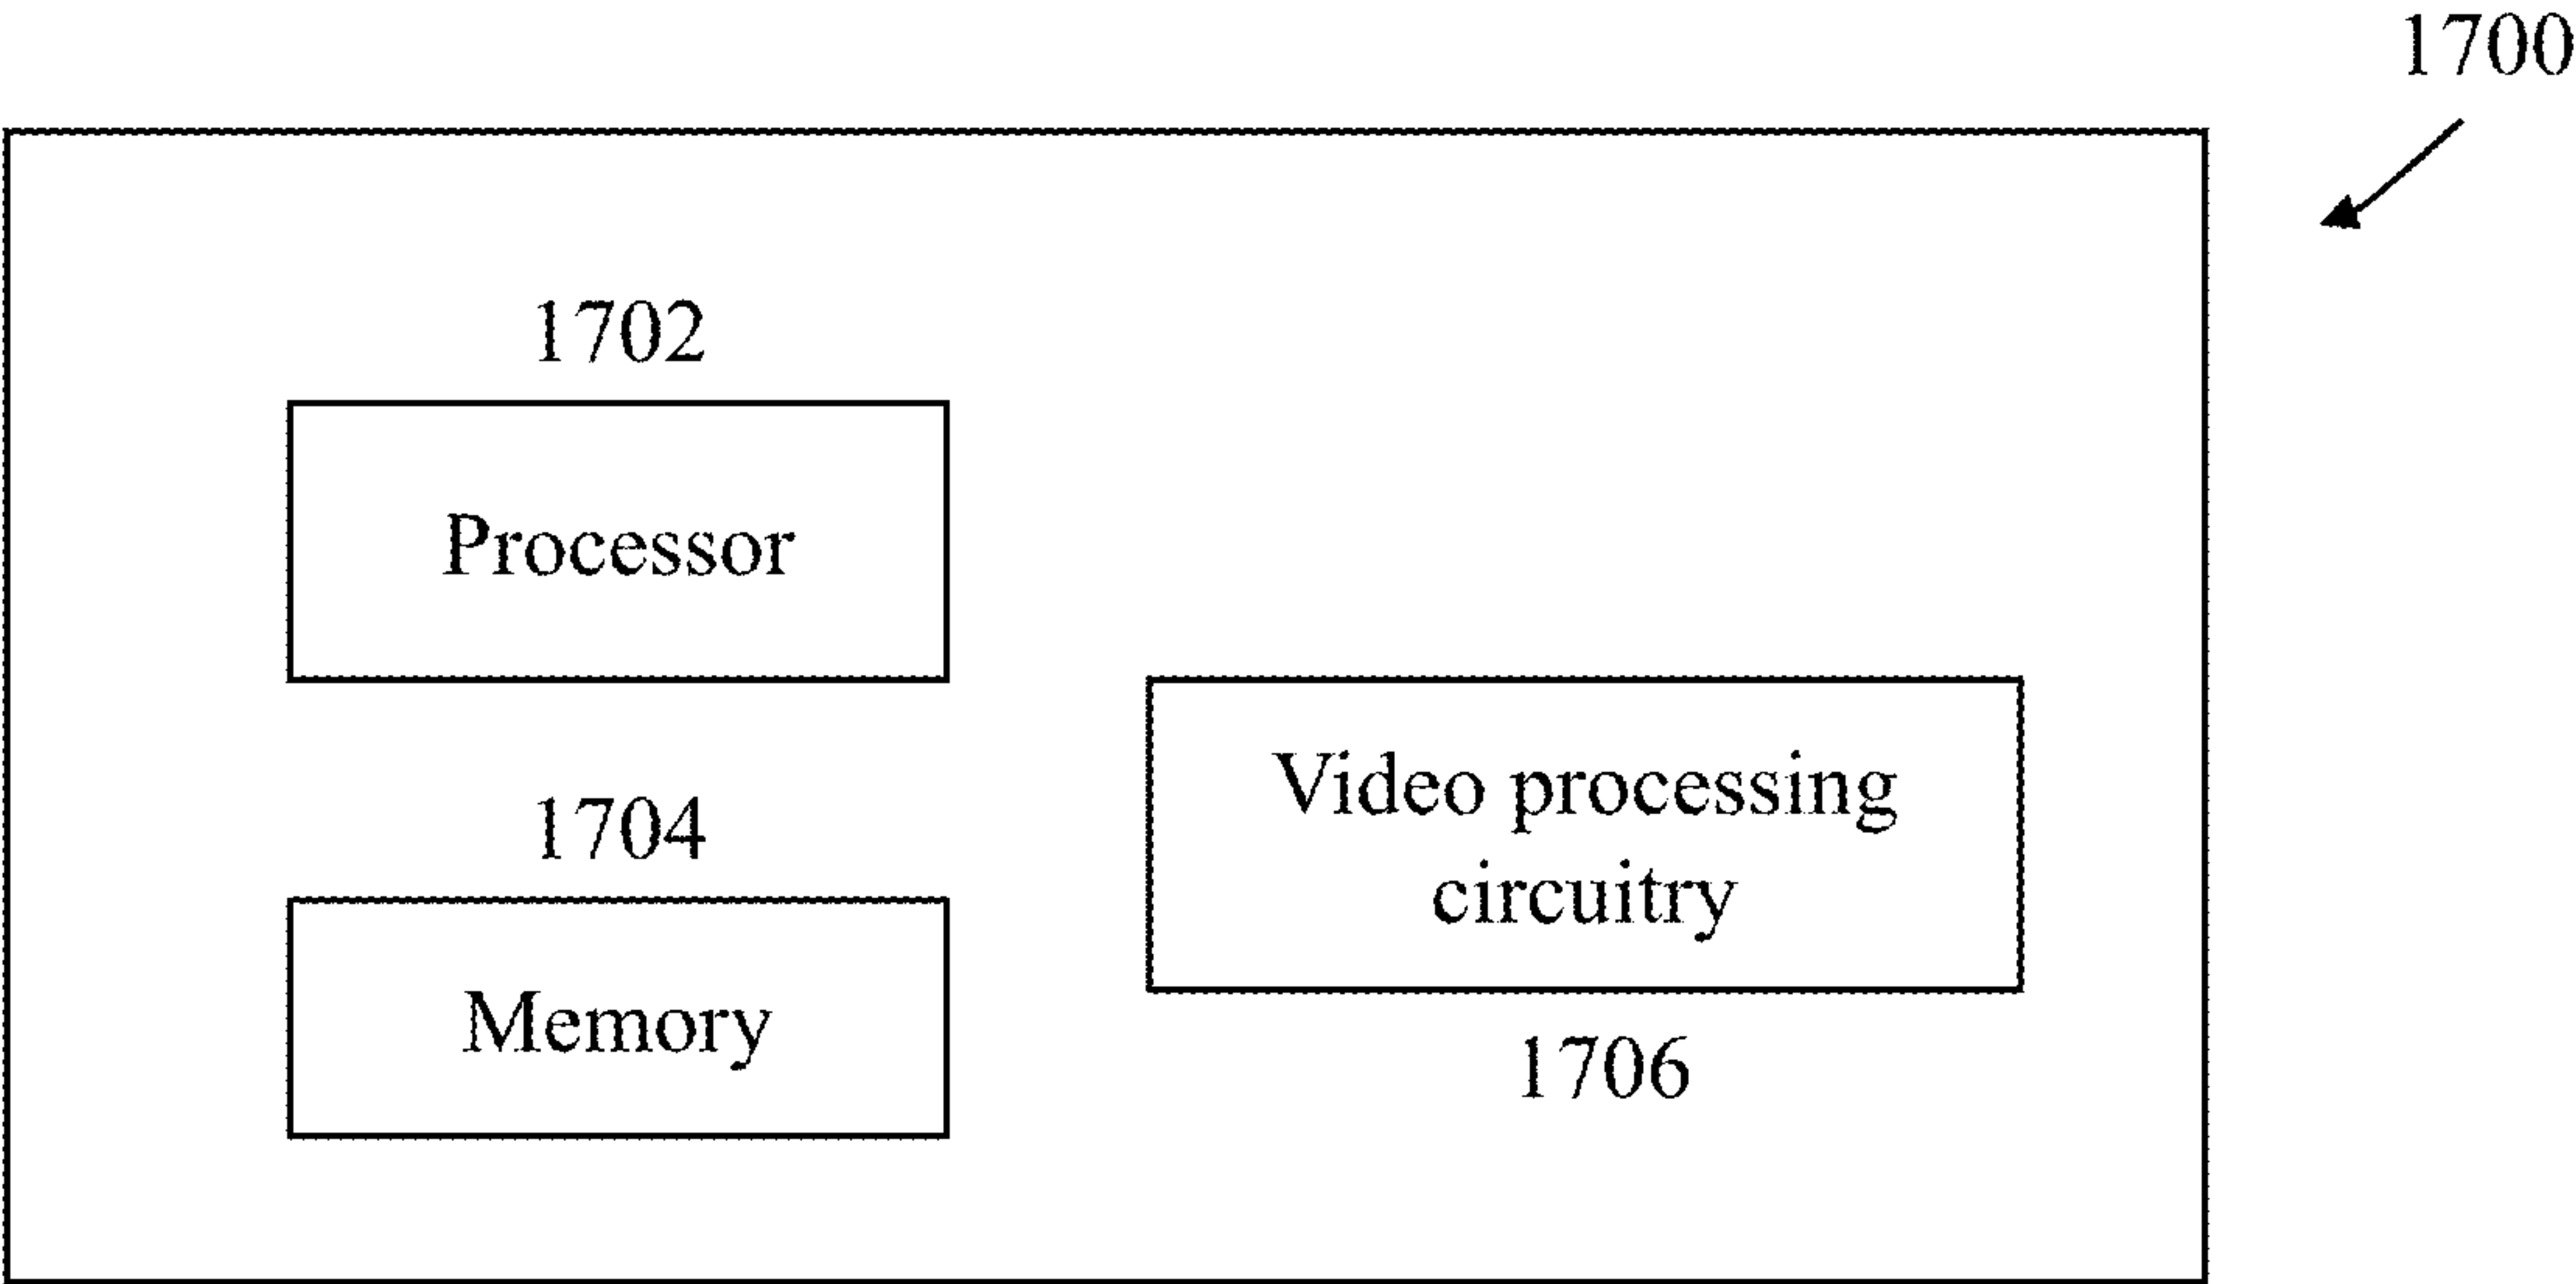 1700
1702
Processor
1704
Memory
Video processing
circuitry
1706